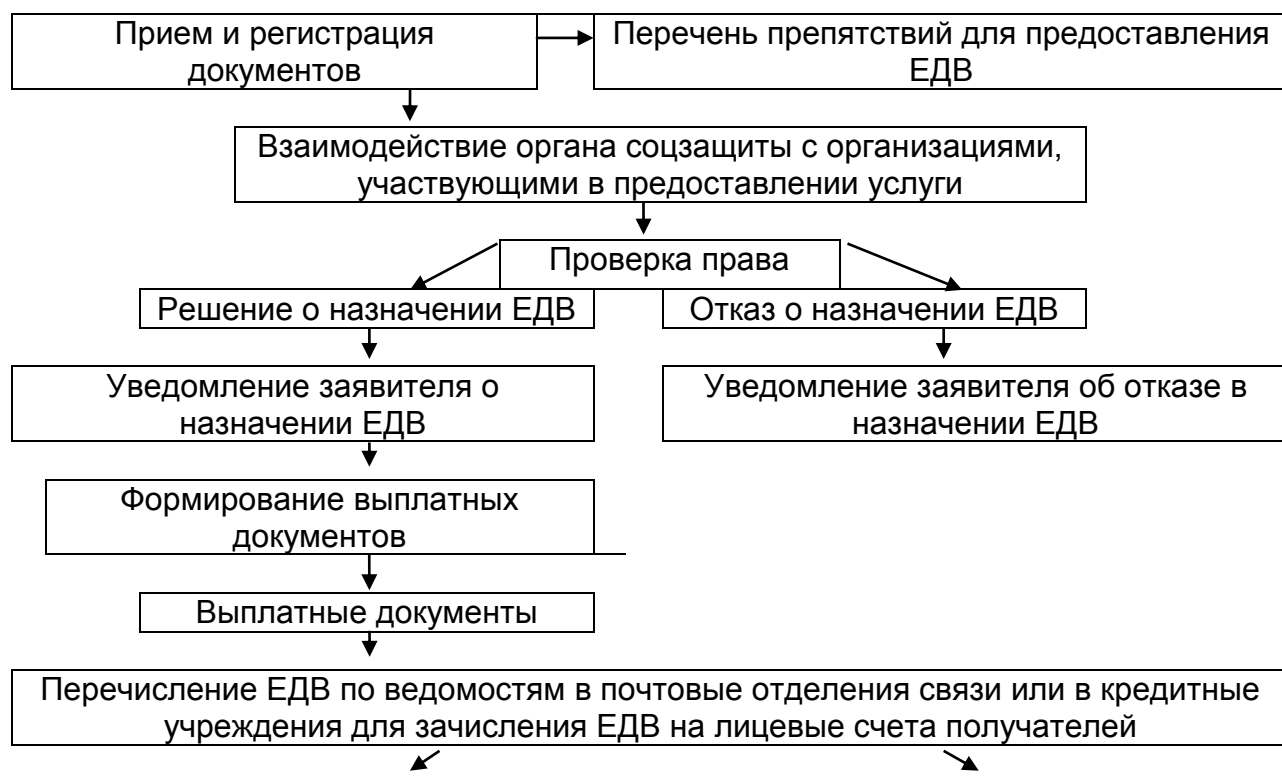 Прием и регистрация
документов
Перечень препятствий для предоставления
ЕДВ
Взаимодействие органа соцзащиты с организациями,
участвующими в предоставлении услуги
Проверка права
Решение о назначении ЕДВ
Отказ о назначении ЕДВ
Уведомление заявителя о
назначении ЕДВ
Уведомление заявителя об отказе в
назначении ЕДВ
Формирование выплатных
документов
Выплатные документы
Перечисление ЕДВ по ведомостям в почтовые отделения связи или в кредитные
учреждения для зачисления ЕДВ на лицевые счета получателей